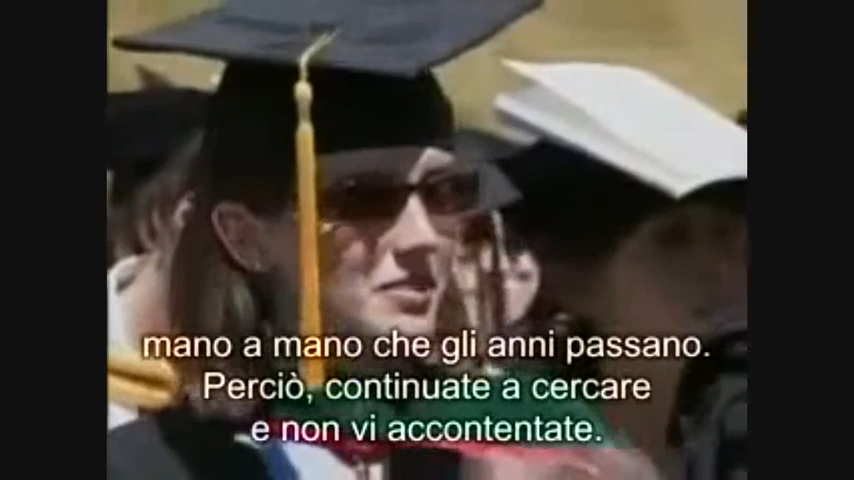 mano a mano che gli anni passano.
Perciò, continuate a cercare
e non vi accontentate.